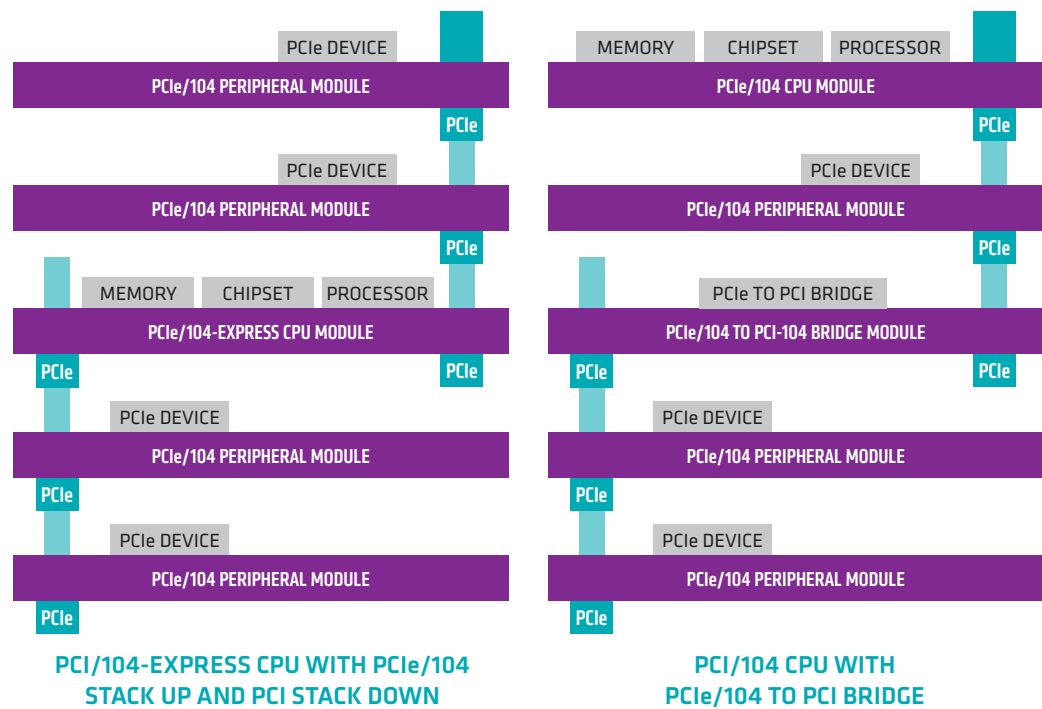 PCIe DEVICE
PCIe/104 PERIPHERAL MODULE
PCIe
PCIe DEVICE
PCIe/104 PERIPHERAL MODULE
PCIe
MEMORY CHIPSET PROCESSOR
PCIe/104-EXPRESS CPU MODULE
PCIe PCIe
PCIe DEVICE
PCIe/104 PERIPHERAL MODULE
PCIe
PCIe DEVICE
PCIe/104 PERIPHERAL MODULE
PCIe
PCI/104-EXPRESS CPU WITH PCIe/104
STACK UP AND PCI STACK DOWN
MEMORY CHIPSET PROCESSOR
PCIe/104 CPU MODULE
PCIe
PCIe DEVICE
PCIe/104 PERIPHERAL MODULE
PCIe
PCIe TO PCI BRIDGE
PCIe/104 TO PCI-104 BRIDGE MODULE
PCIe PCIe
PCIe DEVICE
PCIe/104 PERIPHERAL MODULE
PCIe
PCIe DEVICE
PCIe/104 PERIPHERAL MODULE
PCIe
PCI/104 CPU WITH
PCIe/104 TO PCI BRIDGE